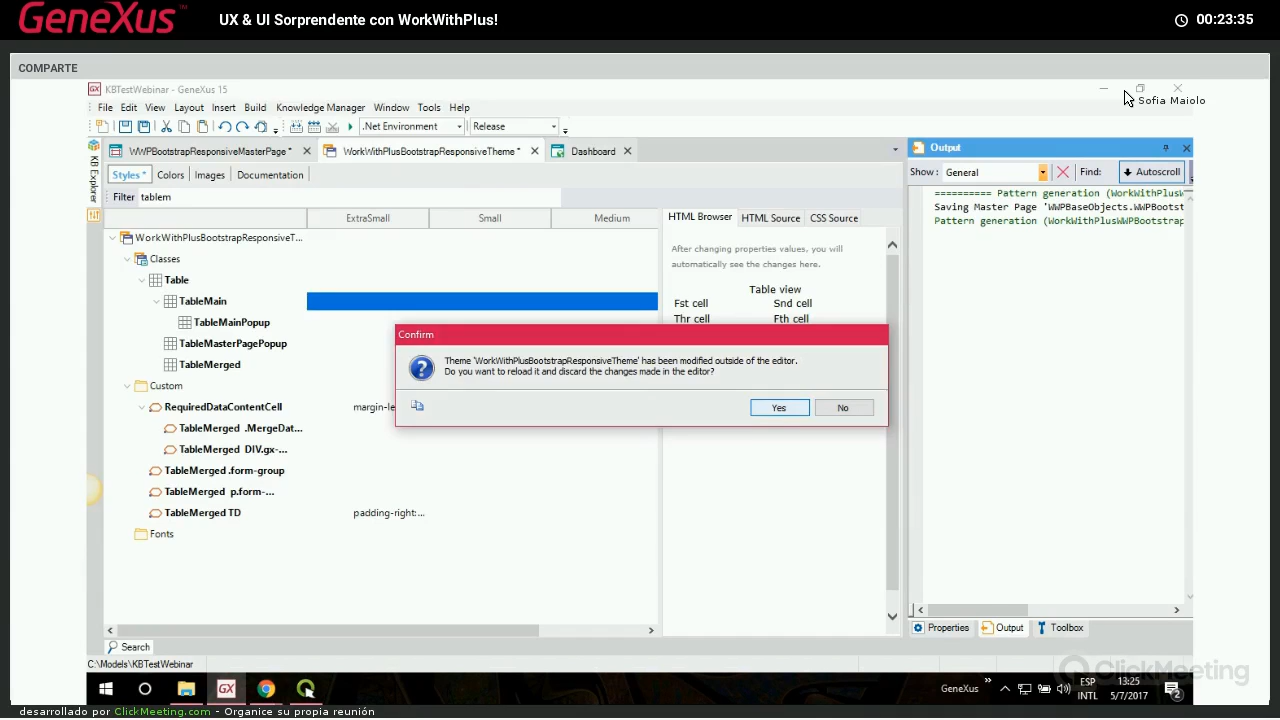 GeneXus
UX & UI Sorprendente con WorkWithPlus!
00:23:35
COMPARTE
KBTestWebinar - GeneXus 15
Sofia Maiolo
File Edit View Layout Insert Build Knowledge Manager Window Tools Help
.Net Environment Release
KB Explorer
WWPBootstrapResponsiveMasterPage * WorkWithPlusBootstrapResponsiveTheme * Dashboard
Styles * Colors Images Documentation
Filter tablem
ExtraSmall Small Medium
WorkWithPlusBootstrapResponsiveT...
Classes
Table
TableMain
TableMainPopup
TableMasterPagePopup
TableMerged
Custom
RequiredDataContentCell margin-le
TableMerged .MergeDat...
TableMerged DIV.gx-...
TableMerged .form-group
TableMerged p.form-...
TableMerged TD padding-right:...
Fonts
HTML Browser HTML Source CSS Source
After changing properties values, you will
automatically see the changes here.
Table view
Fst cell Snd cell
Thr cell Fth cell
Confirm
Theme 'WorkWithPlusBootstrapResponsiveTheme' has been modified outside of the editor.
Do you want to reload it and discard the changes made in the editor?
Yes No
Output
Show: General Find: Autoscroll
========== Pattern generation (WorkWithPlusW
Saving Master Page 'WWPBaseObjects.WWPBootst
Pattern generation (WorkWithPlusWWPBootstrap
Properties Output Toolbox
Search
C:\Models\KBTestWebinar
ClickMeeting
GX
GeneXus » ESP 13:25
INTL 5/7/2017 2
desarrollado por ClickMeeting.com - Organice su propia reunión